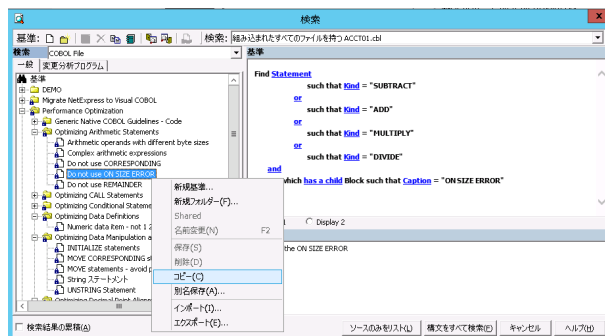 検索
基準:
検索: 組み込まれたすべてのファイルを持つ ACCT01.cbl
検索 COBOL File
基準
一般 変更分析プログラム
基準
DEMO
Migrate NetExpress to Visual COBOL
Performance Optimization
Generic Native COBOL Guidelines - Code
Optimizing Arithmetic Statements
Arithmetic operands with different byte sizes
Complex arithmetic expressions
Do not use CORRESPONDING
Do not use ON SIZE ERROR
Do not use REMAINDER
Optimizing CALL Statements
Optimizing Conditional Stateme
Optimizing Data Definitions
Numeric data item - not 1 2
Optimizing Data Manipulation a
INITIALIZE statements
MOVE CORRESPONDING st
MOVE statements - avoid p
String ステートメント
UNSTRING Statement
Optimizing Decimal Point Alignm
Find Statement
such that Kind = "SUBTRACT"
or
such that Kind = "ADD"
or
such that Kind = "MULTIPLY"
or
such that Kind = "DIVIDE"
and
which has a child Block such that Caption = "ON SIZE ERROR"
Display 2
the ON SIZE ERROR
新規基準...
新規フォルダー(F)...
Shared
名前変更(N) F2
保存(S)
削除(D)
コピー(C)
別名保存(A)...
インポート(I)...
エクスポート(E)...
検索結果の累積(A)
ソースのみをリスト(L) 構文をすべて検索(F) キャンセル ヘルプ(H)